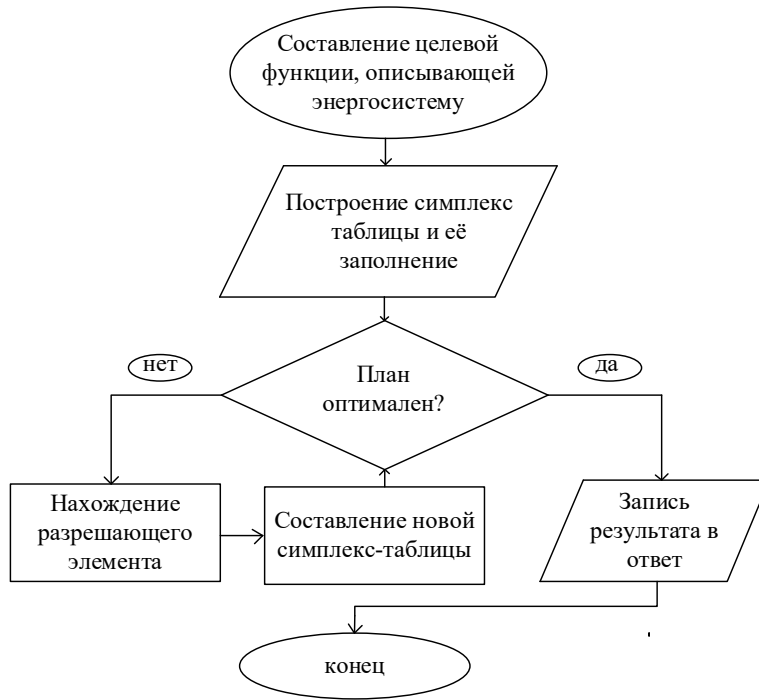 Составление целевой
функции, описывающей
энергосистему
Построение симплекс
таблицы и её
заполнение
нет
да
План
оптимален?
Нахождение
разрешающего
элемента
Составление новой
симплекс-таблицы
Запись
результата в
ответ
конец